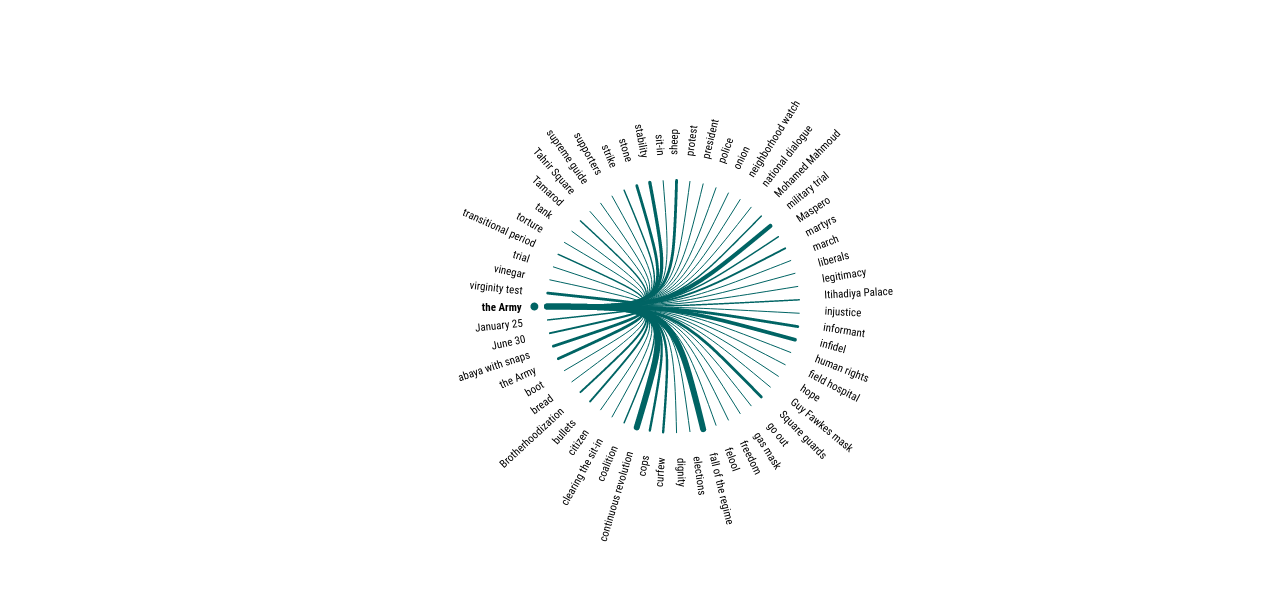 the Army
virginity test
vinegar
trial
transitional period
torture
tank
Tamarod
Tahrir Square
supreme guide
supporters
strike
stone
stability
sit-in
sheep
protest
president
police
onion
neighborhood watch
national dialogue
Mohamed Mahmoud
military trial
Maspero
martyrs
march
liberals
legitimacy
Itihadiya Palace
injustice
informant
infidel
human rights
field hospital
hope
Guy Fawkes mask
Square guards
go out
gas mask
freedom
felool
fall of the regime
elections
dignity
curfew
cops
continuous revolution
coalition
clearing the sit-in
citizen
bullets
Brotherhoodization
bread
boot
the Army
abaya with snaps
June 30
January 25